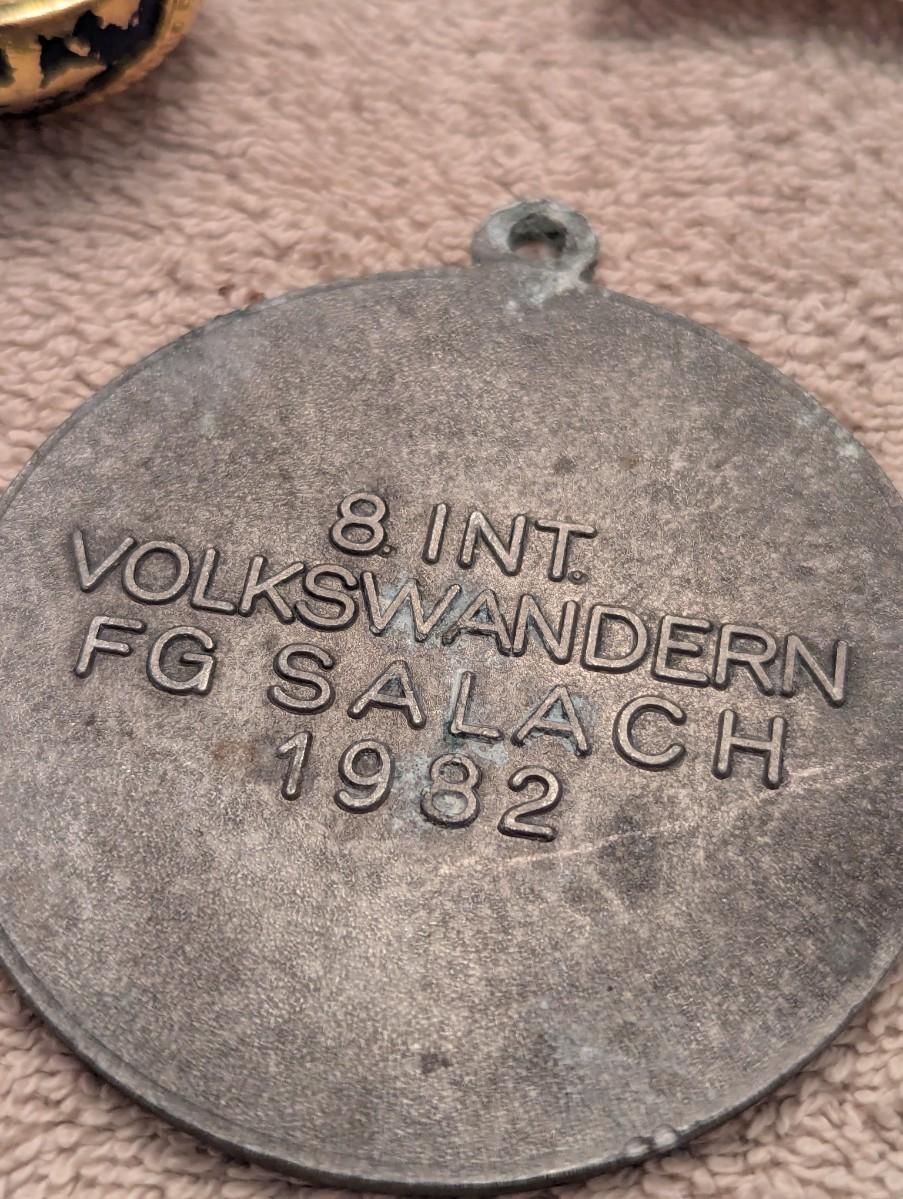 8. INT.
VOLKSWANDERN
FG SALACH
1982